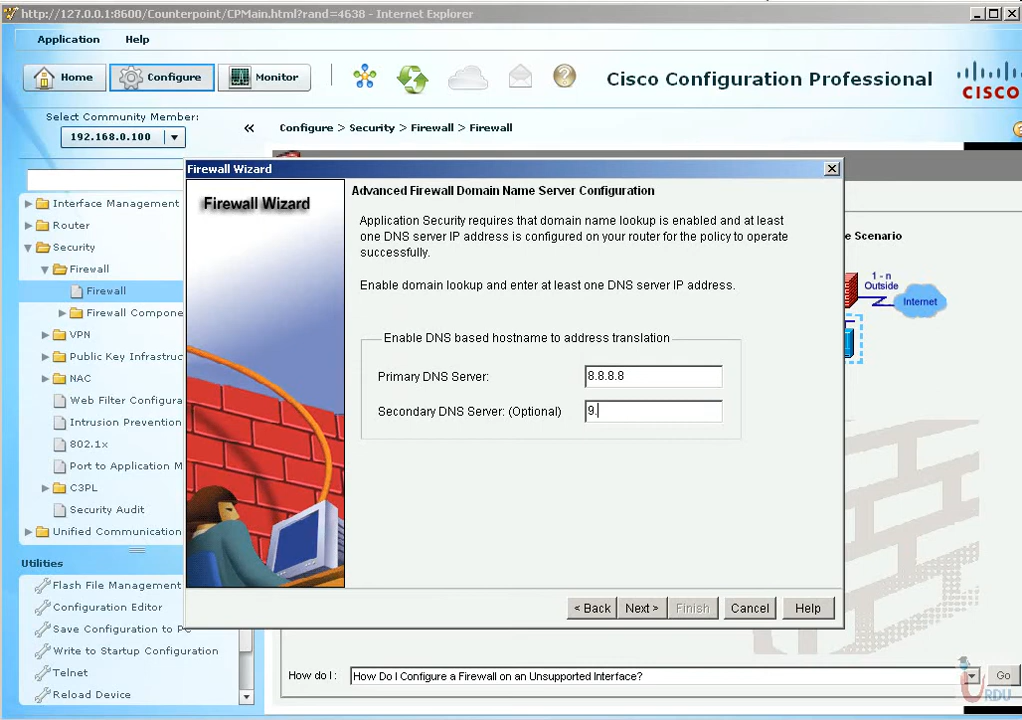 http://127.0.0.1:8600/Counterpoint/CPMain.html?rand=4638 - Internet Explorer
Application Help
Home Configure Monitor
Cisco Configuration Professional
CISCO
Select Community Member:
192.168.0.100
« Configure > Security > Firewall > Firewall
Firewall Wizard
Firewall Wizard
Advanced Firewall Domain Name Server Configuration
Application Security requires that domain name lookup is enabled and at least
one DNS server IP address is configured on your router for the policy to operate
successfully.
Enable domain lookup and enter at least one DNS server IP address.
Enable DNS based hostname to address translation
Primary DNS Server: 8.8.8.8
Secondary DNS Server: (Optional) 9.
< Back Next > Finish Cancel Help
Interface Management
Router
Security
Firewall
Firewall
Firewall Compone
VPN
Public Key Infrastruc
NAC
Web Filter Configura
Intrusion Prevention
802.1x
Port to Application M
C3PL
Security Audit
Unified Communication
Utilities
Flash File Management
Configuration Editor
Save Configuration to PC
Write to Startup Configuration
Telnet
Reload Device
e Scenario
1 - n
Outside
Internet
How do I: How Do I Configure a Firewall on an Unsupported Interface? Go
URDU